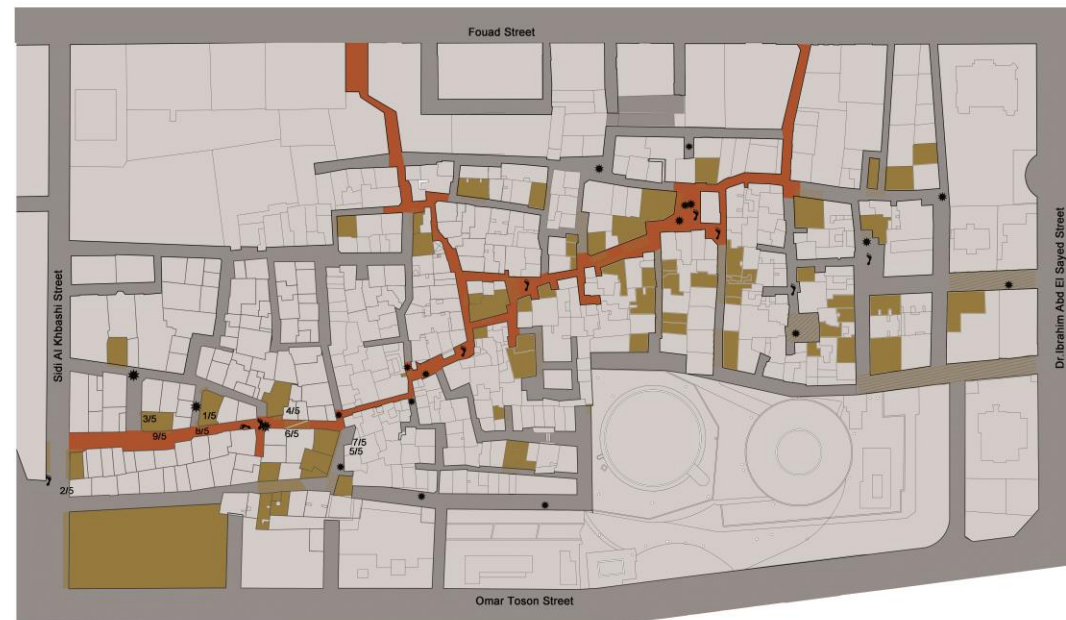 Fouad Street
Sidi Al Khbashi Street
Dr.Ibrahim Abd El Sayed Street
3/5
1/5
4/5
9/5
8/5
6/5
7/5
5/5
2/5
Omar Toson Street